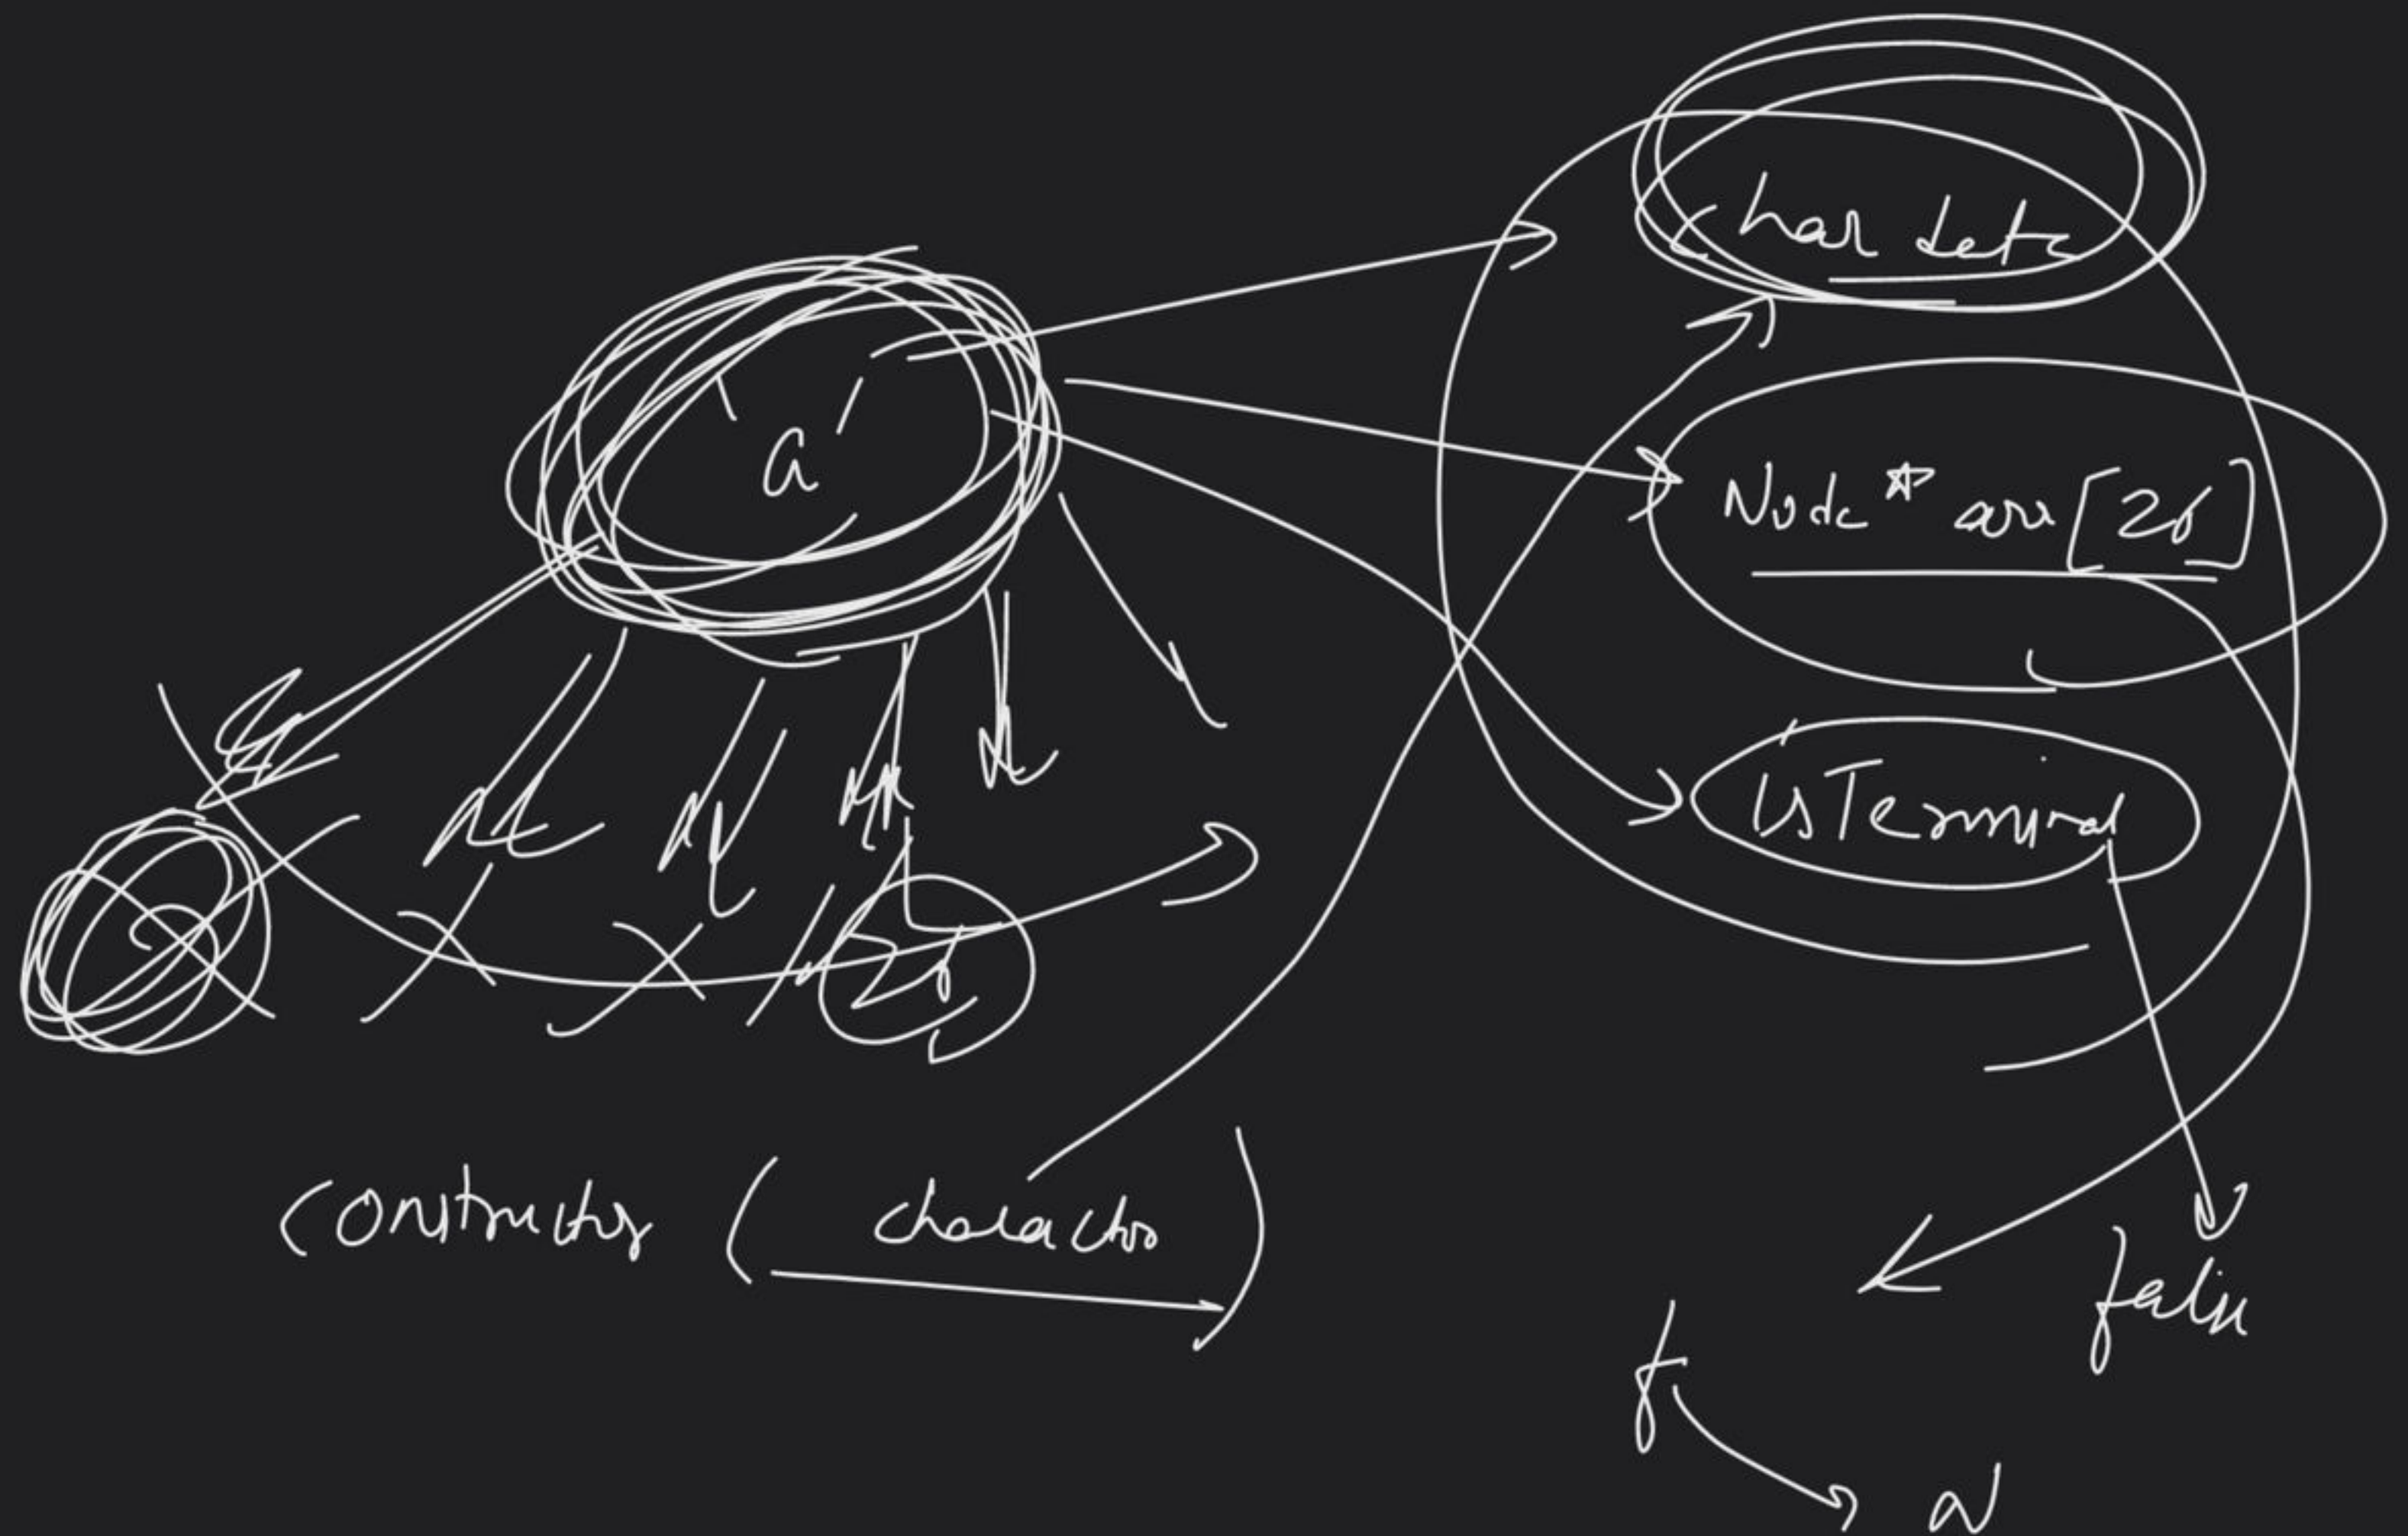 char data
'a'
Node* arr[26]
isTerminal
26
constructor ( character )
false
f
N